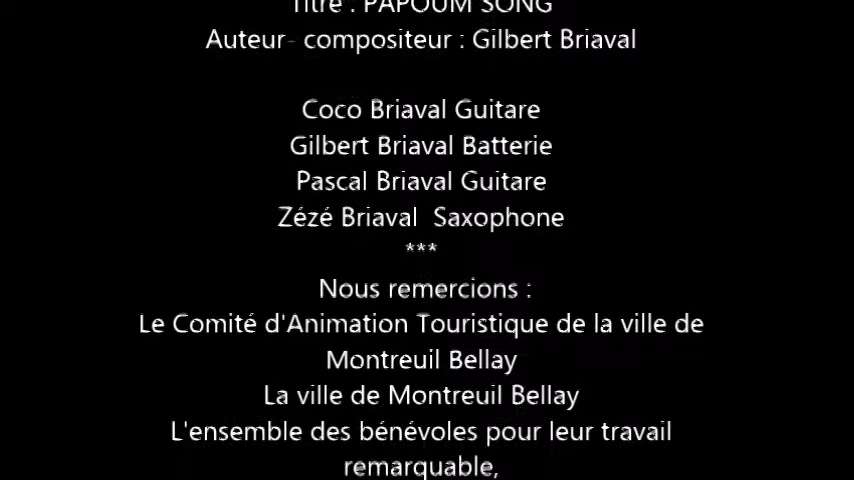 Titre : PAPOUM SONG
Auteur- compositeur : Gilbert Briaval
Coco Briaval Guitare
Gilbert Briaval Batterie
Pascal Briaval Guitare
Zézé Briaval Saxophone
***
Nous remercions :
Le Comité d'Animation Touristique de la ville de
Montreuil Bellay
La ville de Montreuil Bellay
L'ensemble des bénévoles pour leur travail
remarquable,